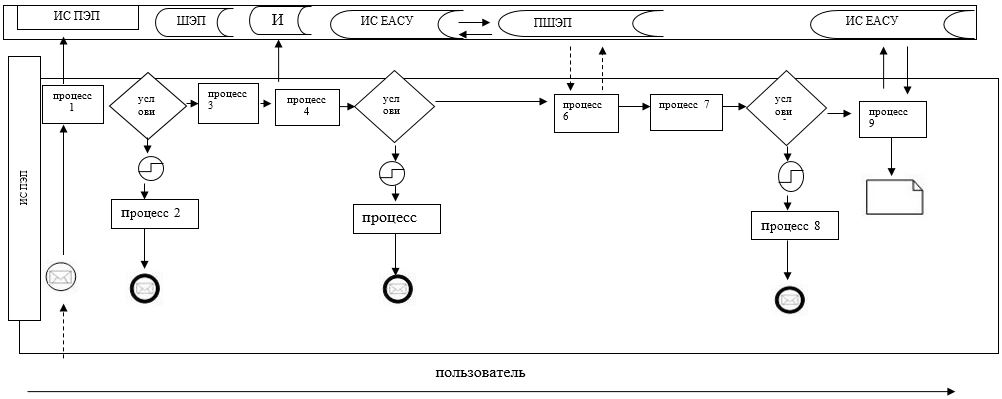 ИС ПЭП
ШЭП
И
ИС ЕАСУ
ПШЭП
ИС ЕАСУ
ИС ПЭП
процесс
1
усл
ови
процесс
3
процесс
4
усл
ови
процесс
6
процесс 7
усл
ови
процесс
9
процесс 2
процесс
процесс 8
пользователь